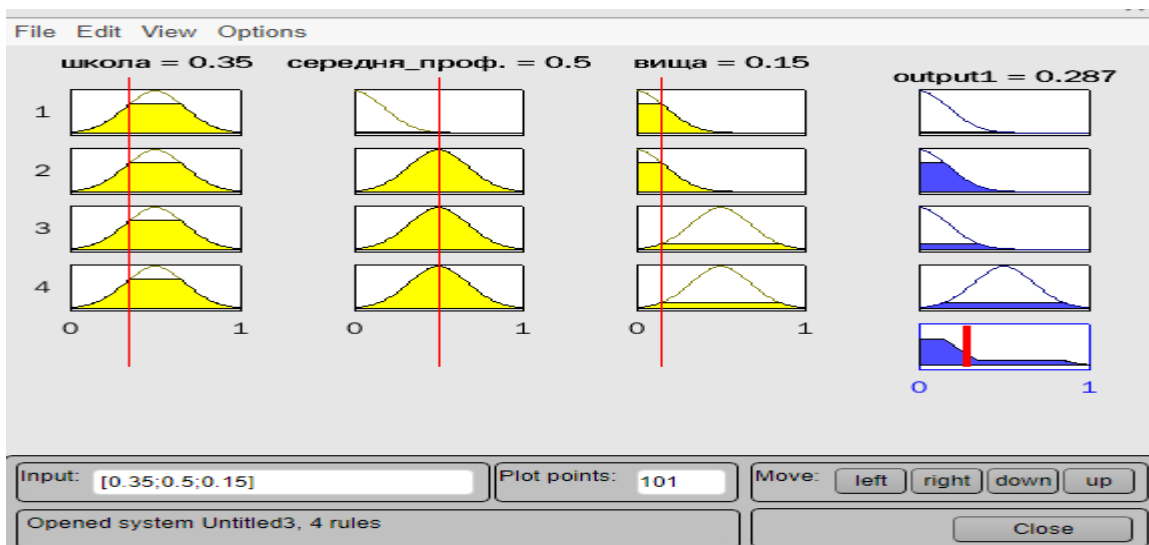 File Edit View Options
школа = 0.35 середня_проф. = 0.5 вища = 0.15 output1 = 0.287
1
2
3
4
0 1 0 1 0 1
0 1
Input: [0.35;0.5;0.15] Plot points: 101 Move: left right down up
Opened system Untitled3, 4 rules Close